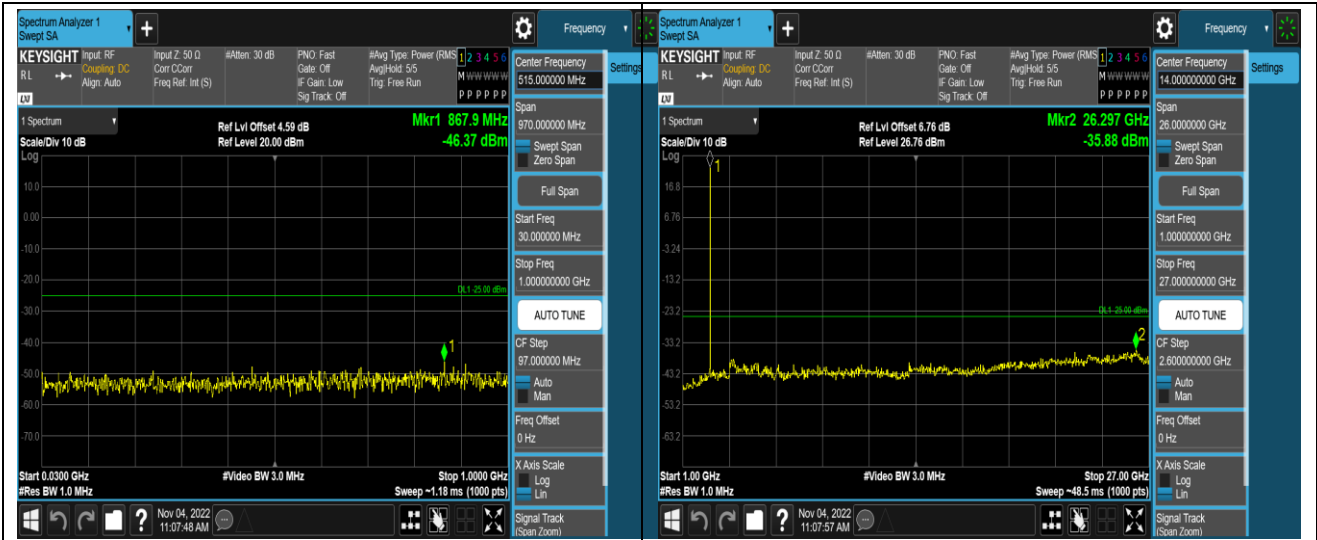 Spectrum Analyzer 1
Swept SA
+
Frequency
KEYSIGHT
RL
LXI
Input: RF
Coupling: DC
Align: Auto
Input Z: 50 Ω
Corr CCorr
Freq Ref: Int (S)
#Atten: 30 dB
PNO: Fast
Gate: Off
IF Gain: Low
Sig Track: Off
#Avg Type: Power (RMS
Avg|Hold: 5/5
Trig: Free Run
1 2 3 4 5 6
M W W W W W
P P P P P P
Center Frequency
515.000000 MHz
Settings
Span
970.000000 MHz
Swept Span
Zero Span
Full Span
Start Freq
30.000000 MHz
Stop Freq
1.000000000 GHz
AUTO TUNE
CF Step
97.000000 MHz
Auto
Man
Freq Offset
0 Hz
X Axis Scale
Log
Lin
Signal Track
(Span Zoom)
1 Spectrum
Scale/Div 10 dB
Log
Ref Lvl Offset 4.59 dB
Ref Level 20.00 dBm
Mkr1 867.9 MHz
-46.37 dBm
10.0
0.00
-10.0
-20.0
DL1 -25.00 dBm
-30.0
-40.0
1
-50.0
-60.0
-70.0
Start 0.0300 GHz
#Res BW 1.0 MHz
#Video BW 3.0 MHz
Stop 1.0000 GHz
Sweep ~1.18 ms (1000 pts)
?
Nov 04, 2022
11:07:48 AM
Spectrum Analyzer 1
Swept SA
+
Frequency
KEYSIGHT
RL
LXI
Input: RF
Coupling: DC
Align: Auto
Input Z: 50 Ω
Corr CCorr
Freq Ref: Int (S)
#Atten: 30 dB
PNO: Fast
Gate: Off
IF Gain: Low
Sig Track: Off
#Avg Type: Power (RMS
Avg|Hold: 5/5
Trig: Free Run
1 2 3 4 5 6
M W W W W W
P P P P P P
Center Frequency
14.000000000 GHz
Settings
Span
26.0000000 GHz
Swept Span
Zero Span
Full Span
Start Freq
1.000000000 GHz
Stop Freq
27.000000000 GHz
AUTO TUNE
CF Step
2.600000000 GHz
Auto
Man
Freq Offset
0 Hz
X Axis Scale
Log
Lin
Signal Track
(Span Zoom)
1 Spectrum
Scale/Div 10 dB
Log
Ref Lvl Offset 6.76 dB
Ref Level 26.76 dBm
Mkr2 26.297 GHz
-35.88 dBm
1
16.8
6.76
-3.24
-13.2
-23.2
DL1 -25.00 dBm
-33.2
2
-43.2
-53.2
-63.2
Start 1.00 GHz
#Res BW 1.0 MHz
#Video BW 3.0 MHz
Stop 27.00 GHz
Sweep ~48.5 ms (1000 pts)
?
Nov 04, 2022
11:07:57 AM